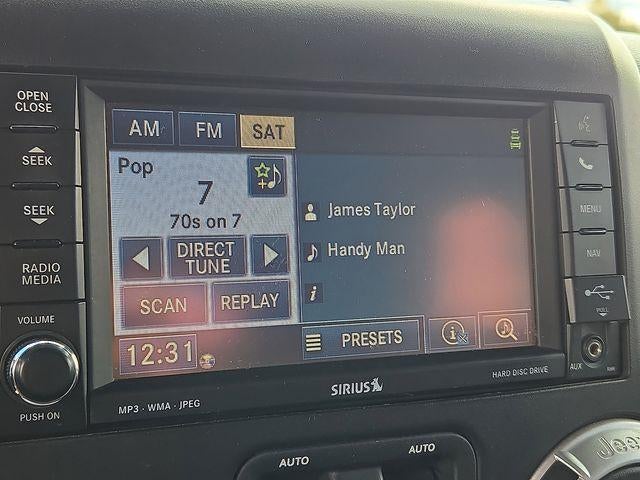 OPEN
CLOSE
SEEK
SEEK
RADIO
MEDIA
VOLUME
PUSH ON
AM FM SAT
Pop
7
70s on 7
DIRECT
TUNE
SCAN REPLAY
12:31
James Taylor
Handy Man
i
PRESETS
i
MENU
NAV
PULL
AUX
SIRIUS
MP3 · WMA · JPEG
HARD DISC DRIVE
AUTO
AUTO
Jeep